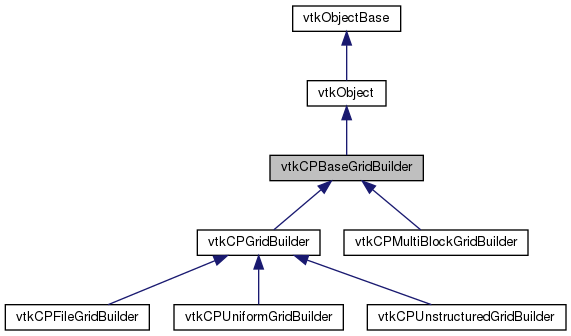 vtkObjectBase
vtkObject
vtkCPBaseGridBuilder
vtkCPGridBuilder
vtkCPMultiBlockGridBuilder
vtkCPFileGridBuilder
vtkCPUniformGridBuilder
vtkCPUnstructuredGridBuilder